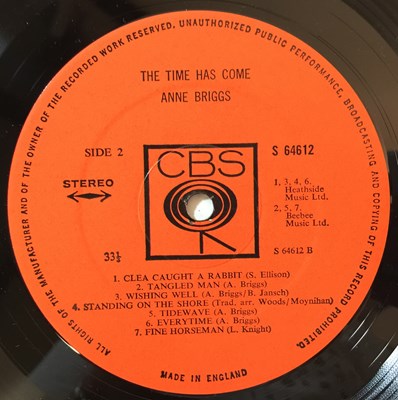 ALL RIGHTS OF THE MANUFACTURER AND OF THE OWNER OF THE RECORDED WORK RESERVED. UNAUTHORIZED PUBLIC PERFORMANCE, BROADCASTING AND COPYING OF THIS RECORD PROHIBITED.
THE TIME HAS COME
ANNE BRIGGS
SIDE 2
CBS
S 64612
STEREO
1, 3, 4, 6.
Heathside
Music Ltd.
2, 5, 7.
Beebee
Music Ltd.
33⅓
S 64612 B
1. CLEA CAUGHT A RABBIT (S. Ellison)
2. TANGLED MAN (A. Briggs)
3. WISHING WELL (A. Briggs/B. Jansch)
4. STANDING ON THE SHORE (Trad. arr. Woods/Moynihan)
5. TIDEWAVE (A. Briggs)
6. EVERYTIME (A. Briggs)
7. FINE HORSEMAN (L. Knight)
MADE IN ENGLAND